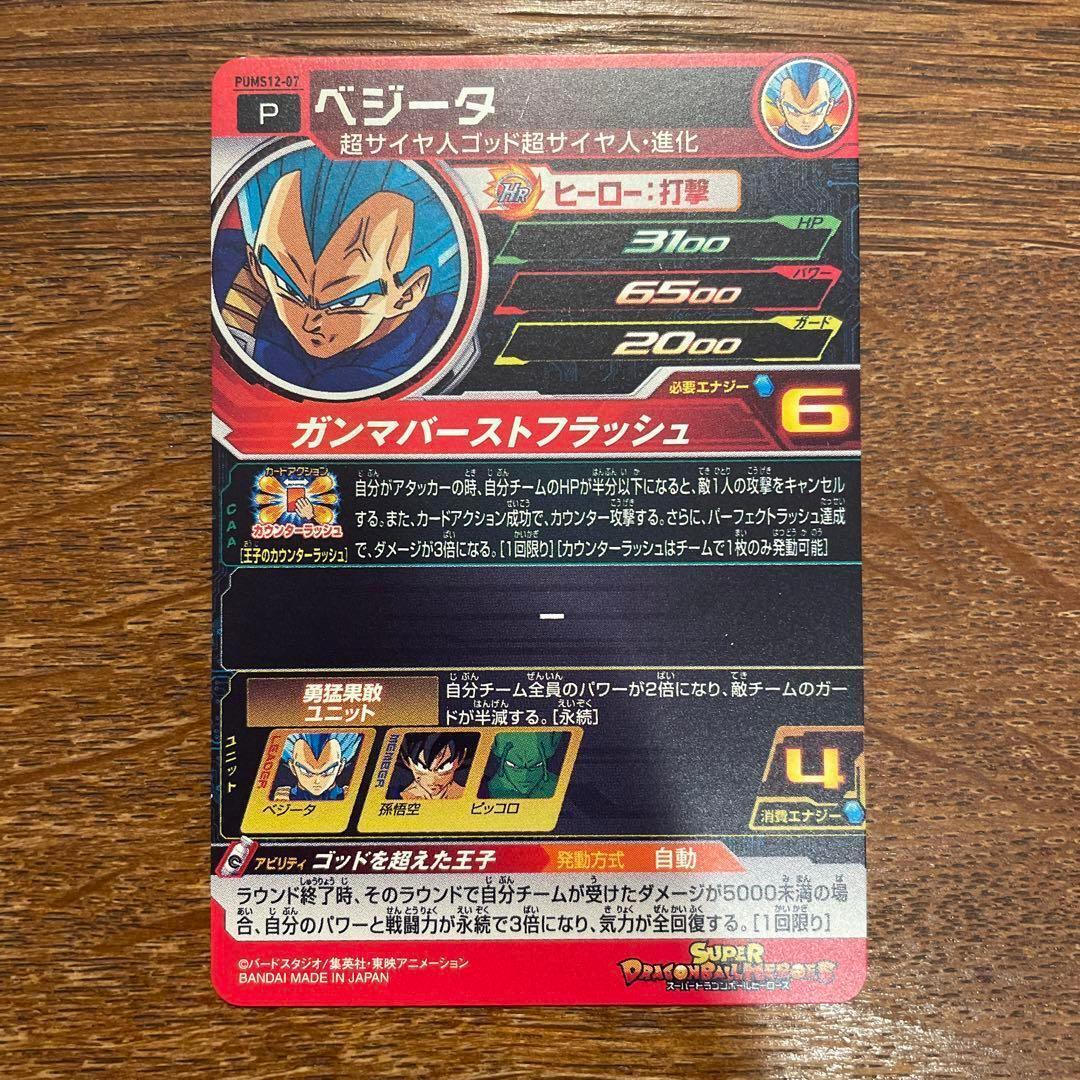 PUMS12-07
P
ベジータ
超サイヤ人ゴッド超サイヤ人・進化
HR
ヒーロー:打撃
HP
3100
パワー
6500
ガード
2000
必要エナジー
6
ガンマバーストフラッシュ
CAA
カードアクション
カウンターラッシュ
[王子のカウンターラッシュ]
自分がアタッカーの時、自分チームのHPが半分以下になると、敵1人の攻撃をキャンセル
する。また、カードアクション成功で、カウンター攻撃する。さらに、パーフェクトラッシュ達成
で、ダメージが3倍になる。[1回限り][カウンターラッシュはチームで1枚のみ発動可能]
ー
ユニット
勇猛果敢
ユニット
自分チーム全員のパワーが2倍になり、敵チームのガー
ドが半減する。[永続]
LEADER
ベジータ
MEMBER
孫悟空
ピッコロ
4
消費エナジー
アビリティ ゴッドを超えた王子 発動方式 自動
ラウンド終了時、そのラウンドで自分チームが受けたダメージが5000未満の場
合、自分のパワーと戦闘力が永続で3倍になり、気力が全回復する。[1回限り]
©バードスタジオ/集英社・東映アニメーション
BANDAI MADE IN JAPAN
SUPER
DRAGONBALL HEROES
スーパードラゴンボールヒーローズ